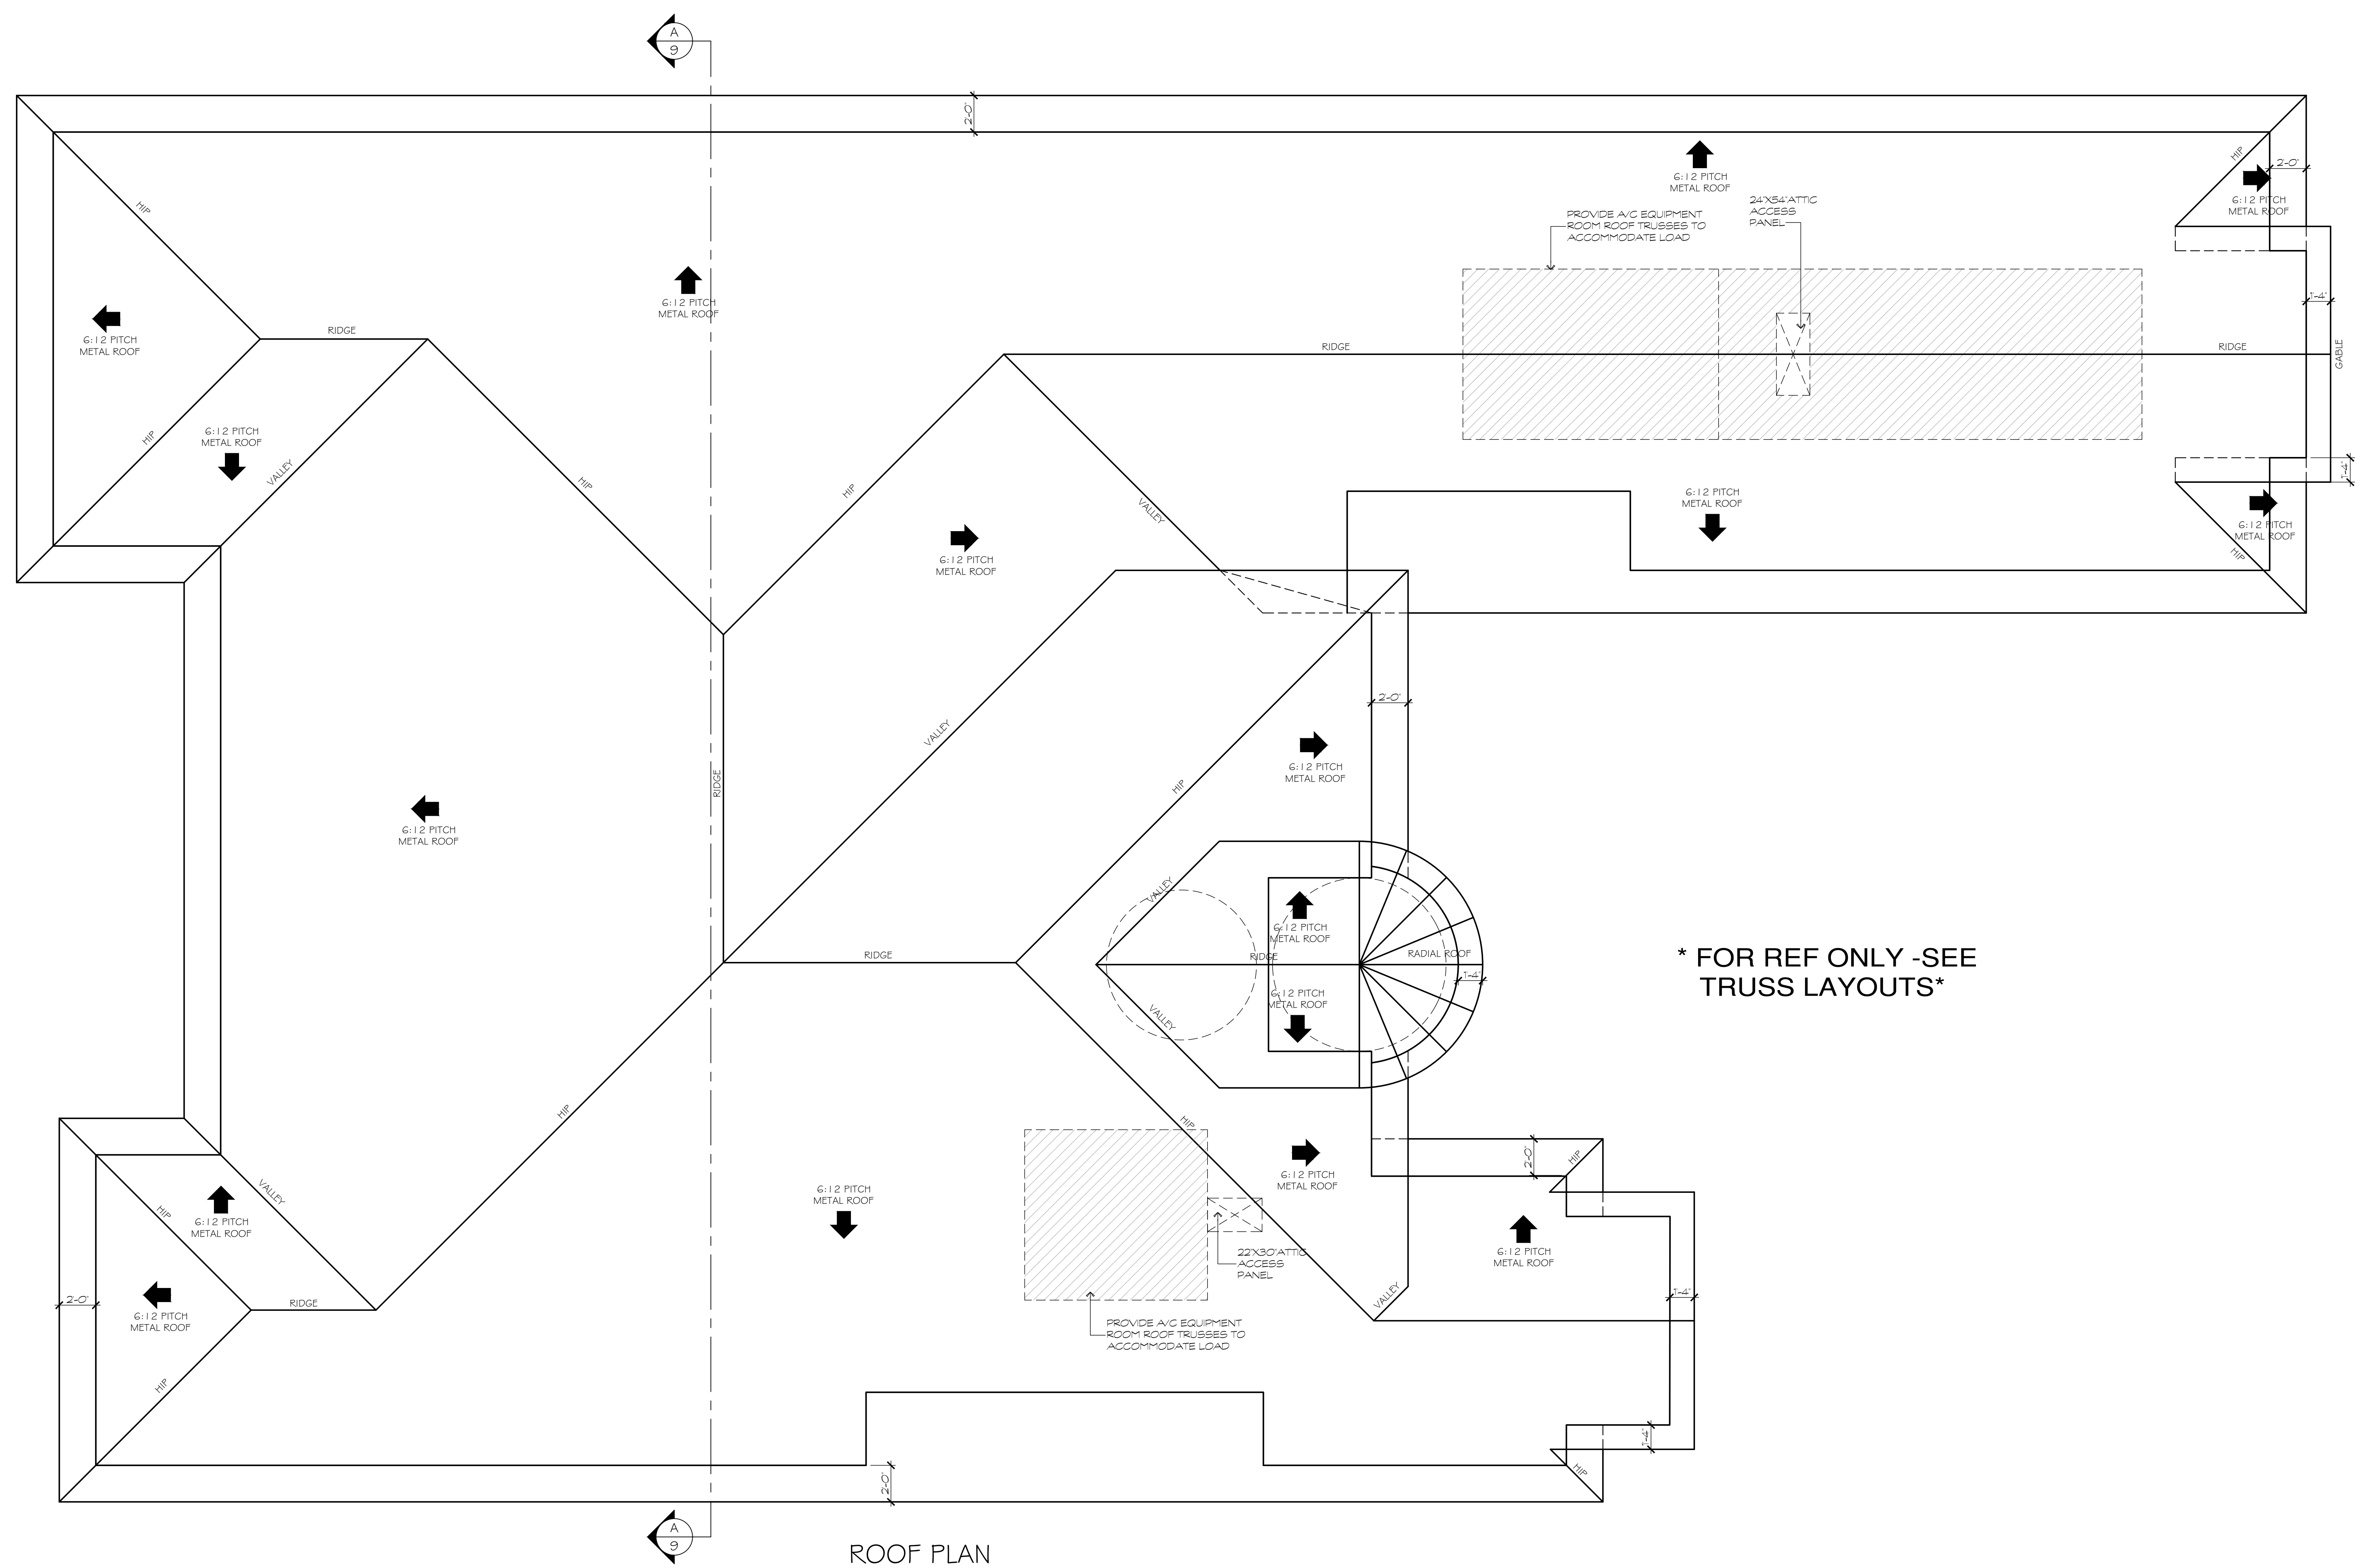 A
9
2'-0"
HIP
2'-0"
6:12 PITCH
METAL ROOF
6:12 PITCH
METAL ROOF
24"X54"ATTIC
ACCESS
PANEL
PROVIDE A/C EQUIPMENT
ROOM ROOF TRUSSES TO
ACCOMMODATE LOAD
HIP
6:12 PITCH
METAL ROOF
1'-4"
6:12 PITCH
METAL ROOF
RIDGE
RIDGE
RIDGE
GABLE
6:12 PITCH
METAL ROOF
HIP
VALLEY
HIP
HIP
1'-4"
6:12 PITCH
METAL ROOF
VALLEY
6:12 PITCH
METAL ROOF
HIP
6:12 PITCH
METAL ROOF
2'-0"
VALLEY
6:12 PITCH
METAL ROOF
RIDGE
HIP
6:12 PITCH
METAL ROOF
VALLEY
6:12 PITCH
METAL ROOF
RIDGE
RIDGE
RADIAL ROOF
1'-4"
6:12 PITCH
METAL ROOF
VALLEY
* FOR REF ONLY -SEE
TRUSS LAYOUTS*
HIP
HIP
2'-0"
HIP
6:12 PITCH
METAL ROOF
VALLEY
HIP
6:12 PITCH
METAL ROOF
6:12 PITCH
METAL ROOF
22"X30"ATTIC
ACCESS
PANEL
6:12 PITCH
METAL ROOF
2'-0"
RIDGE
6:12 PITCH
METAL ROOF
VALLEY
1'-4"
PROVIDE A/C EQUIPMENT
ROOM ROOF TRUSSES TO
ACCOMMODATE LOAD
HIP
1'-4"
HIP
2'-0"
A
9
ROOF PLAN